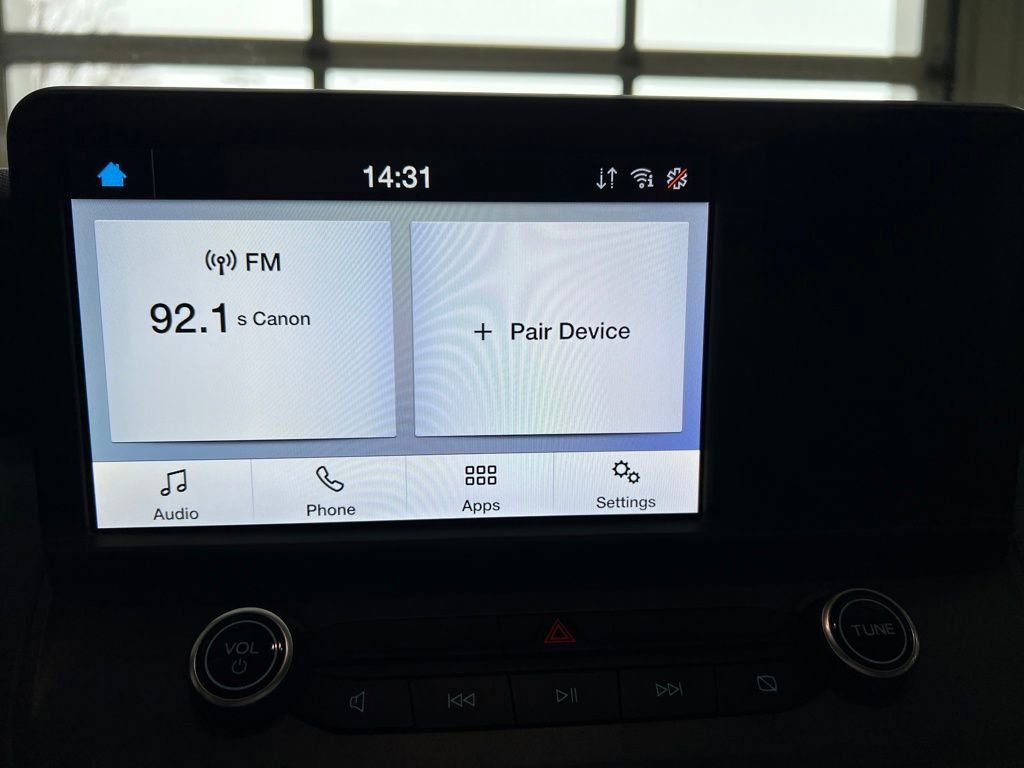 14:31
FM
92.1 s Canon
+ Pair Device
Audio
Phone
Apps
Settings
VOL
TUNE